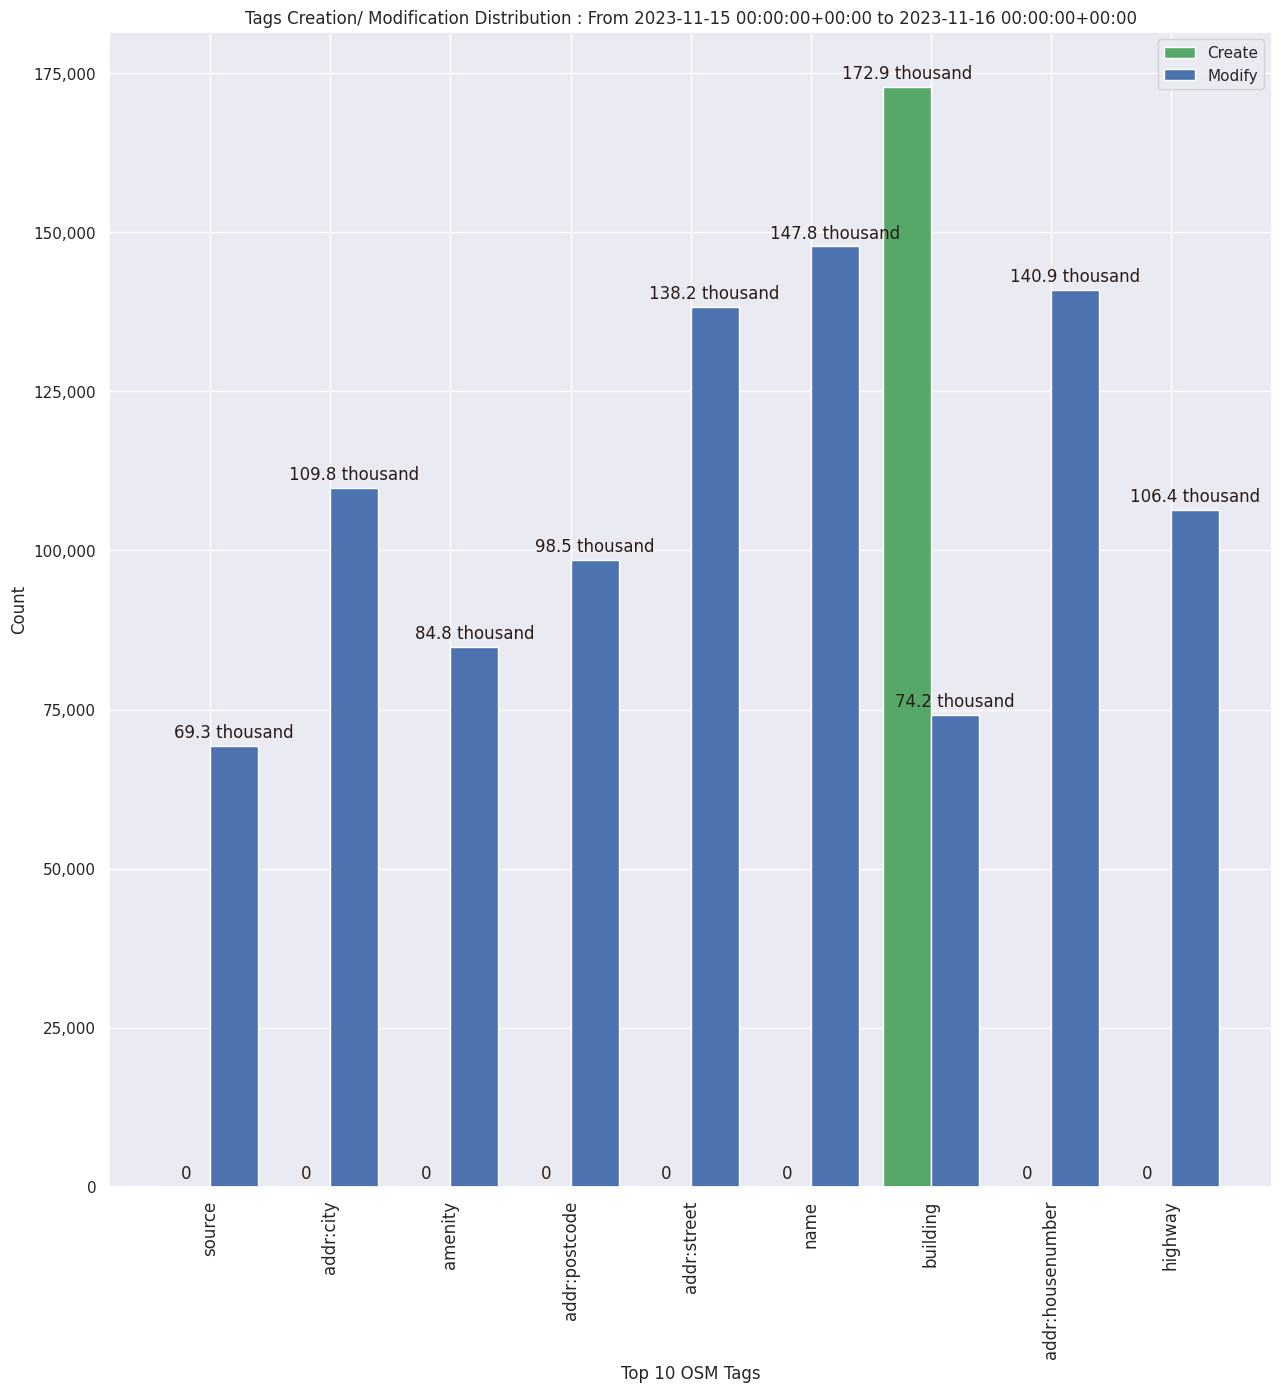 Tags Creation/ Modification Distribution : From 2023-11-15 00:00:00+00:00 to 2023-11-16 00:00:00+00:00
Create
Modify
175,000
150,000
125,000
100,000
75,000
50,000
25,000
0
Count
172.9 thousand
147.8 thousand
140.9 thousand
138.2 thousand
109.8 thousand
106.4 thousand
98.5 thousand
84.8 thousand
74.2 thousand
69.3 thousand
0
0
0
0
0
0
0
0
source
addr:city
amenity
addr:postcode
addr:street
name
building
addr:housenumber
highway
Top 10 OSM Tags